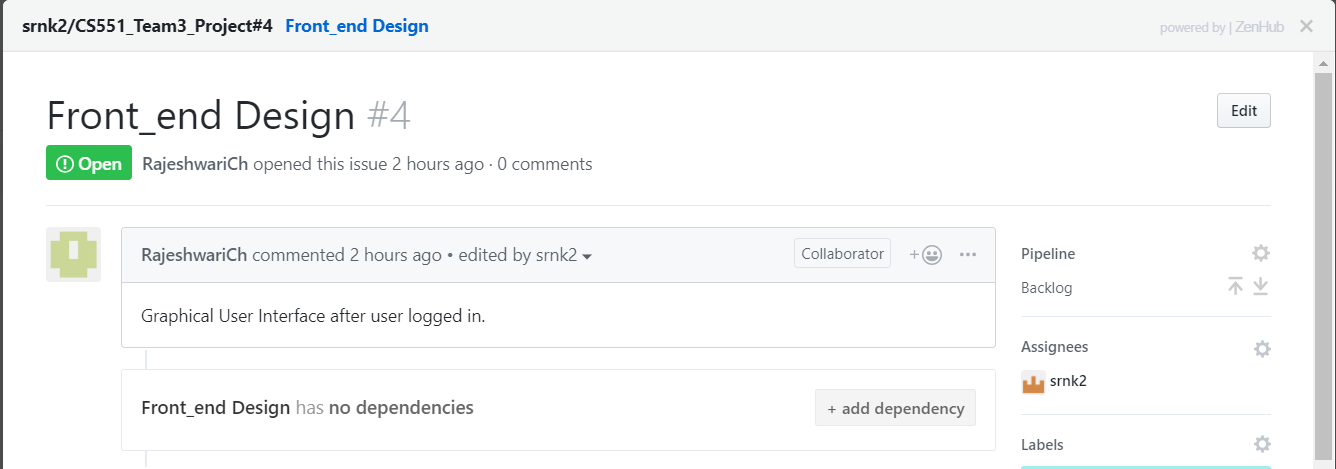 srnk2/CS551_Team3_Project#4 Front_end Design powered by | ZenHub
Front_end Design #4 Edit
Open RajeshwariCh opened this issue 2 hours ago · 0 comments
RajeshwariCh commented 2 hours ago • edited by srnk2 Collaborator
Graphical User Interface after user logged in.
Front_end Design has no dependencies + add dependency
Pipeline
Backlog
Assignees
srnk2
Labels